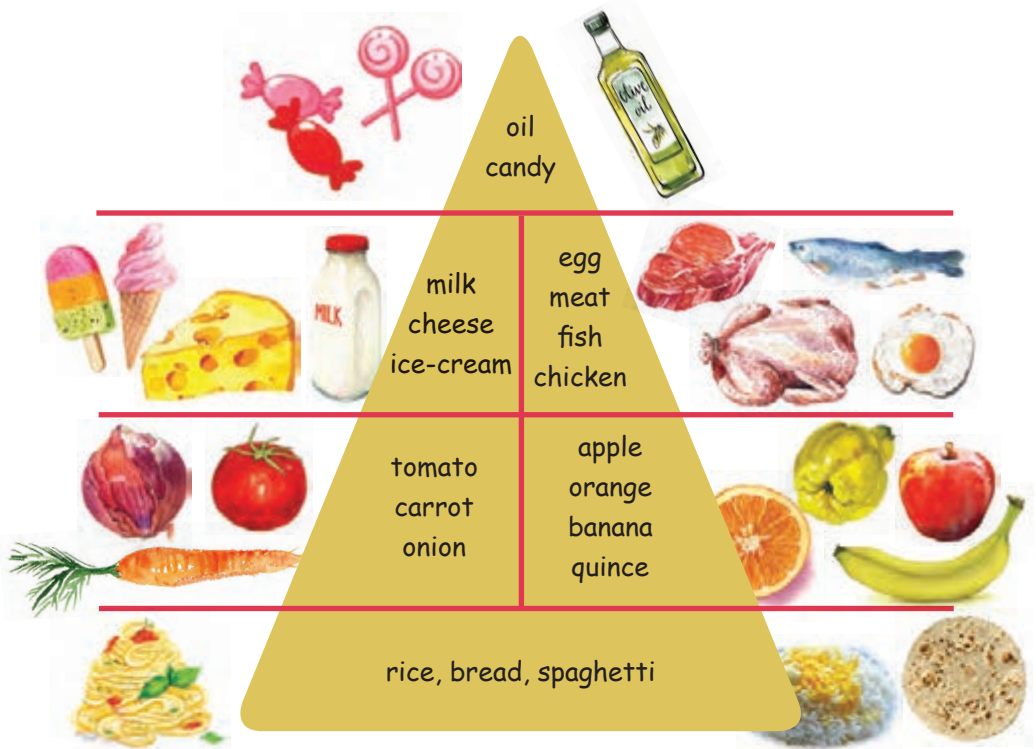 olive
oil
oil
candy
milk
cheese
ice-cream
MILK
egg
meat
fish
chicken
tomato
carrot
onion
apple
orange
banana
quince
rice, bread, spaghetti